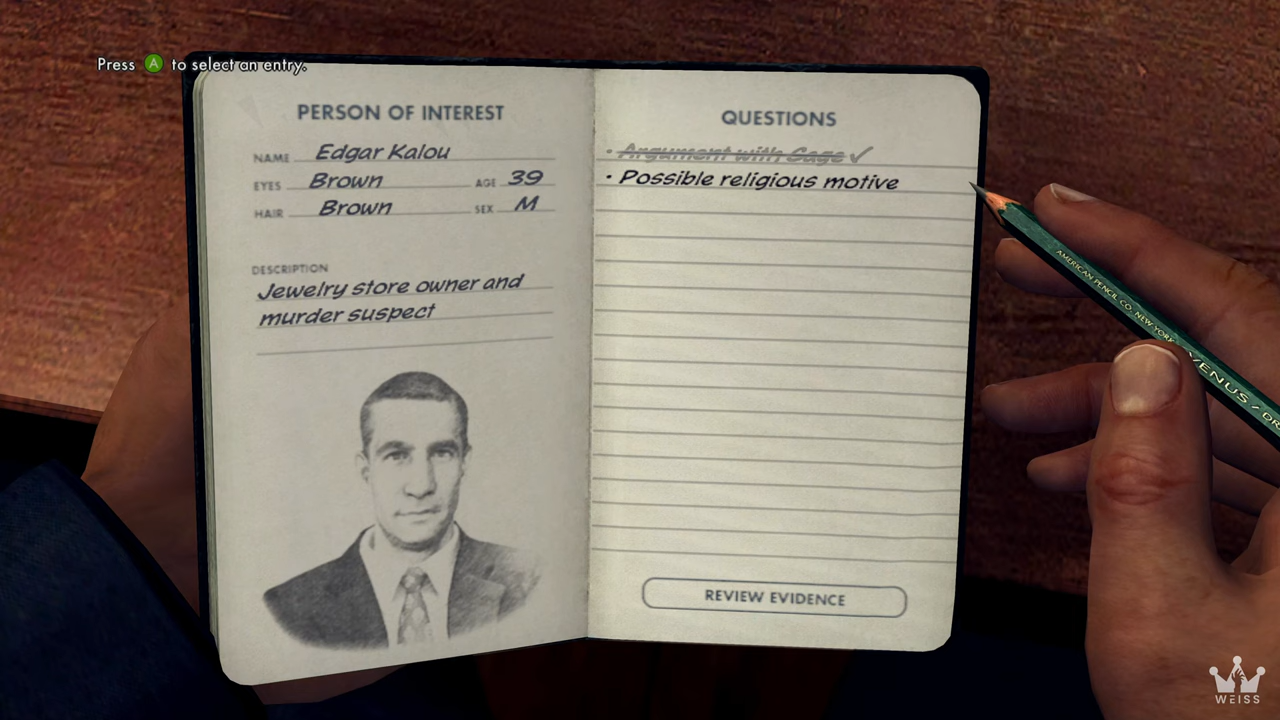 Press A to select an entry.
PERSON OF INTEREST
NAME Edgar Kalou
EYES Brown AGE 39
HAIR Brown SEX M
DESCRIPTION
Jewelry store owner and
murder suspect
QUESTIONS
• Argument with Gage ✓
• Possible religious motive
REVIEW EVIDENCE
AMERICAN PENCIL CO. NEW YORK VENUS / DR
WEISS